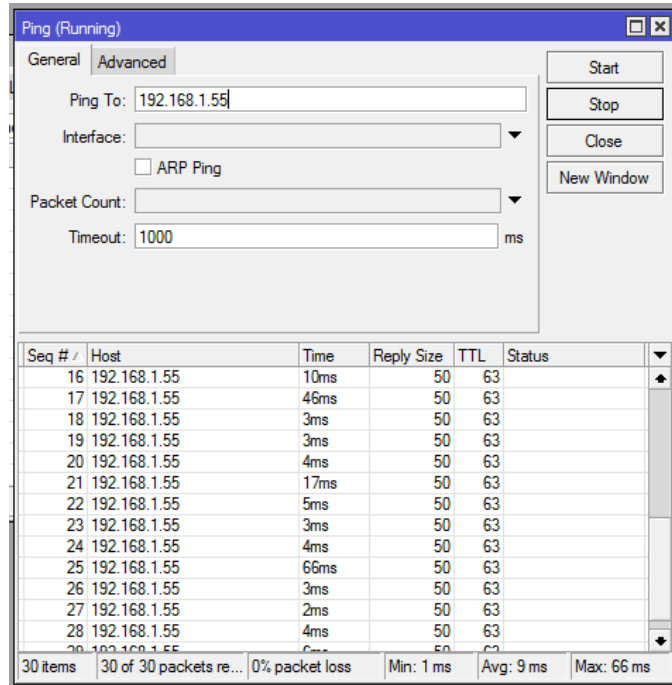 Ping (Running)
General Advanced
Start
Ping To: 192.168.1.55
Stop
Interface:
Close
ARP Ping
New Window
Packet Count:
Timeout: 1000 ms
Seq # Host Time Reply Size TTL Status
16 192.168.1.55 10ms 50 63
17 192.168.1.55 46ms 50 63
18 192.168.1.55 3ms 50 63
19 192.168.1.55 3ms 50 63
20 192.168.1.55 4ms 50 63
21 192.168.1.55 17ms 50 63
22 192.168.1.55 5ms 50 63
23 192.168.1.55 3ms 50 63
24 192.168.1.55 4ms 50 63
25 192.168.1.55 66ms 50 63
26 192.168.1.55 3ms 50 63
27 192.168.1.55 2ms 50 63
28 192.168.1.55 4ms 50 63
29 192.168.1.55 50 63
30 items 30 of 30 packets re... 0% packet loss Min: 1 ms Avg: 9 ms Max: 66 ms